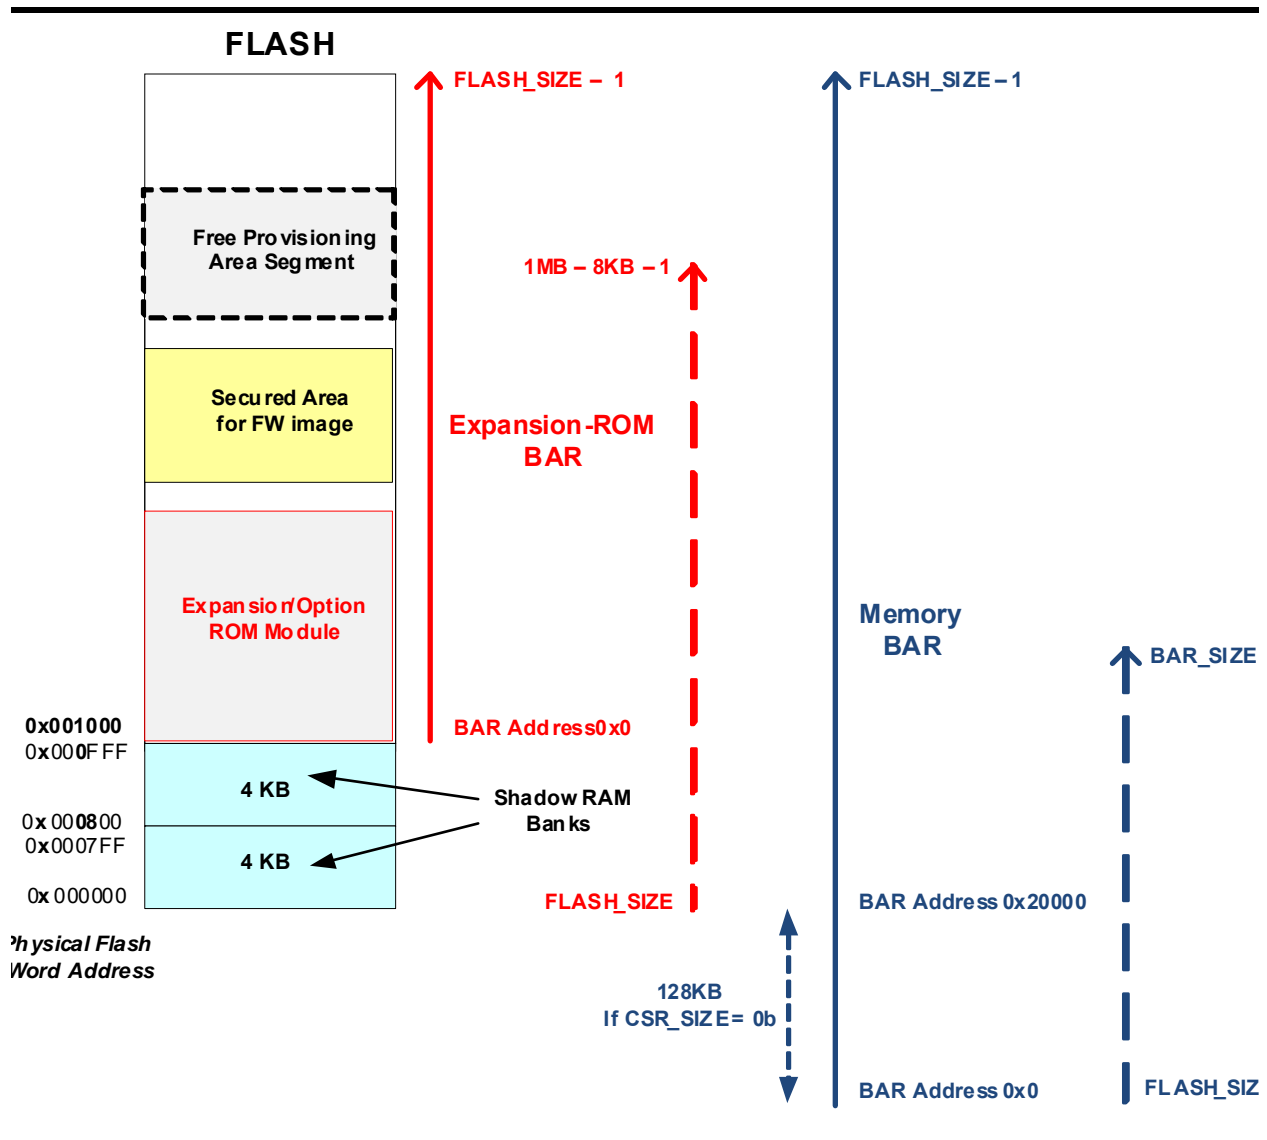 FLASH
FLASH_SIZE – 1
FLASH_SIZE – 1
Free Provisioning
Area Segment
1MB – 8KB – 1
Secured Area
for FW image
Expansion-ROM
BAR
Expansion/Option
ROM Module
Memory
BAR
BAR_SIZE
0x001000
0x000FFF
BAR Address0x0
4 KB
Shadow RAM
Banks
0x000800
0x0007FF
4 KB
0x000000
FLASH_SIZE
BAR Address 0x20000
Physical Flash
Word Address
128KB
If CSR_SIZE= 0b
BAR Address 0x0
FLASH_SIZ